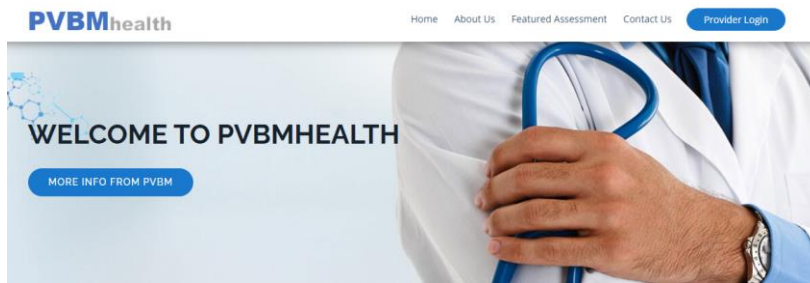 PVBMhealth
Home About Us Featured Assessment Contact Us Provider Login
WELCOME TO PVBMHEALTH
MORE INFO FROM PVBM